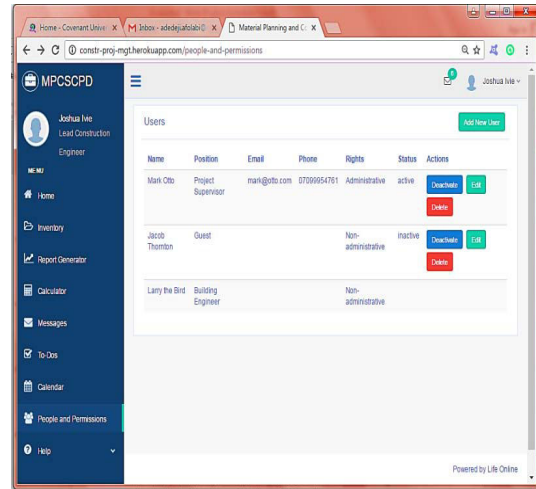 Home - Covenant Univer
M Inbox - adedejiafolabi@
Material Planning and Co
constr-proj-mgt.herokuapp.com/people-and-permissions
MPCSCPD
Joshua Ivie
Joshua Ivie
Lead Construction
Engineer
MENU
Home
Inventory
Report Generator
Calculator
Messages
To-Dos
Calendar
People and Permissions
Help
Users
Add New User
Name Position Email Phone Rights Status Actions
Mark Otto Project Supervisor mark@otto.com 07099954761 Administrative active Deactivate Edit
Delete
Jacob Thornton Guest Non-administrative inactive Deactivate Edit
Delete
Larry the Bird Building Engineer Non-administrative
Powered by Life Online